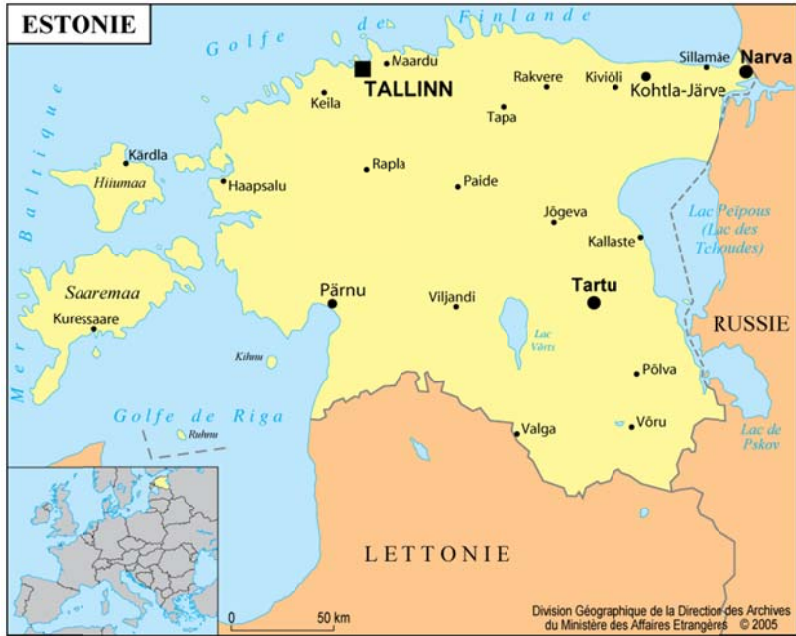 ESTONIE
Golfe de Finlande
Maardu
TALLINN
Keila
Rakvere
Kiviöli
Sillamäe
Narva
Kohtla-Järve
Tapa
Mer Baltique
Kärdla
Hiiumaa
Haapsalu
Rapla
Paide
Jõgeva
Kallaste
Lac Peïpous
(Lac des
Tchoudes)
Saaremaa
Kuressaare
Pärnu
Viljandi
Tartu
Lac
Võrts
RUSSIE
Kihnu
Põlva
Golfe de Riga
Ruhnu
Valga
Võru
Lac de
Pskov
LETTONIE
0 50 km
Division Géographique de la Direction des Archives
du Ministère des Affaires Etrangères © 2005